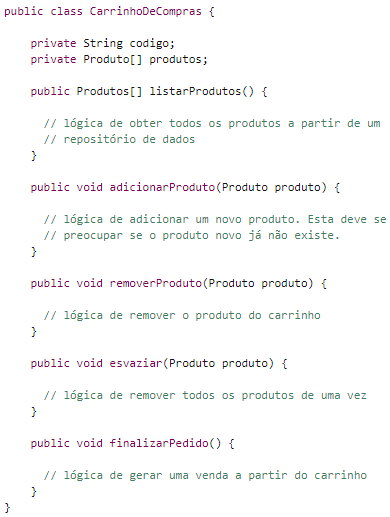 public class CarrinhoDeCompras {
private String codigo;
private Produto[] produtos;
public Produtos[] listarProdutos() {
// lógica de obter todos os produtos a partir de um
// repositório de dados
}
public void adicionarProduto(Produto produto) {
// lógica de adicionar um novo produto. Esta deve se
// preocupar se o produto novo já não existe.
}
public void removerProduto(Produto produto) {
// lógica de remover o produto do carrinho
}
public void esvaziar(Produto produto) {
// lógica de remover todos os produtos de uma vez
}
public void finalizarPedido() {
// lógica de gerar uma venda a partir do carrinho
}
}